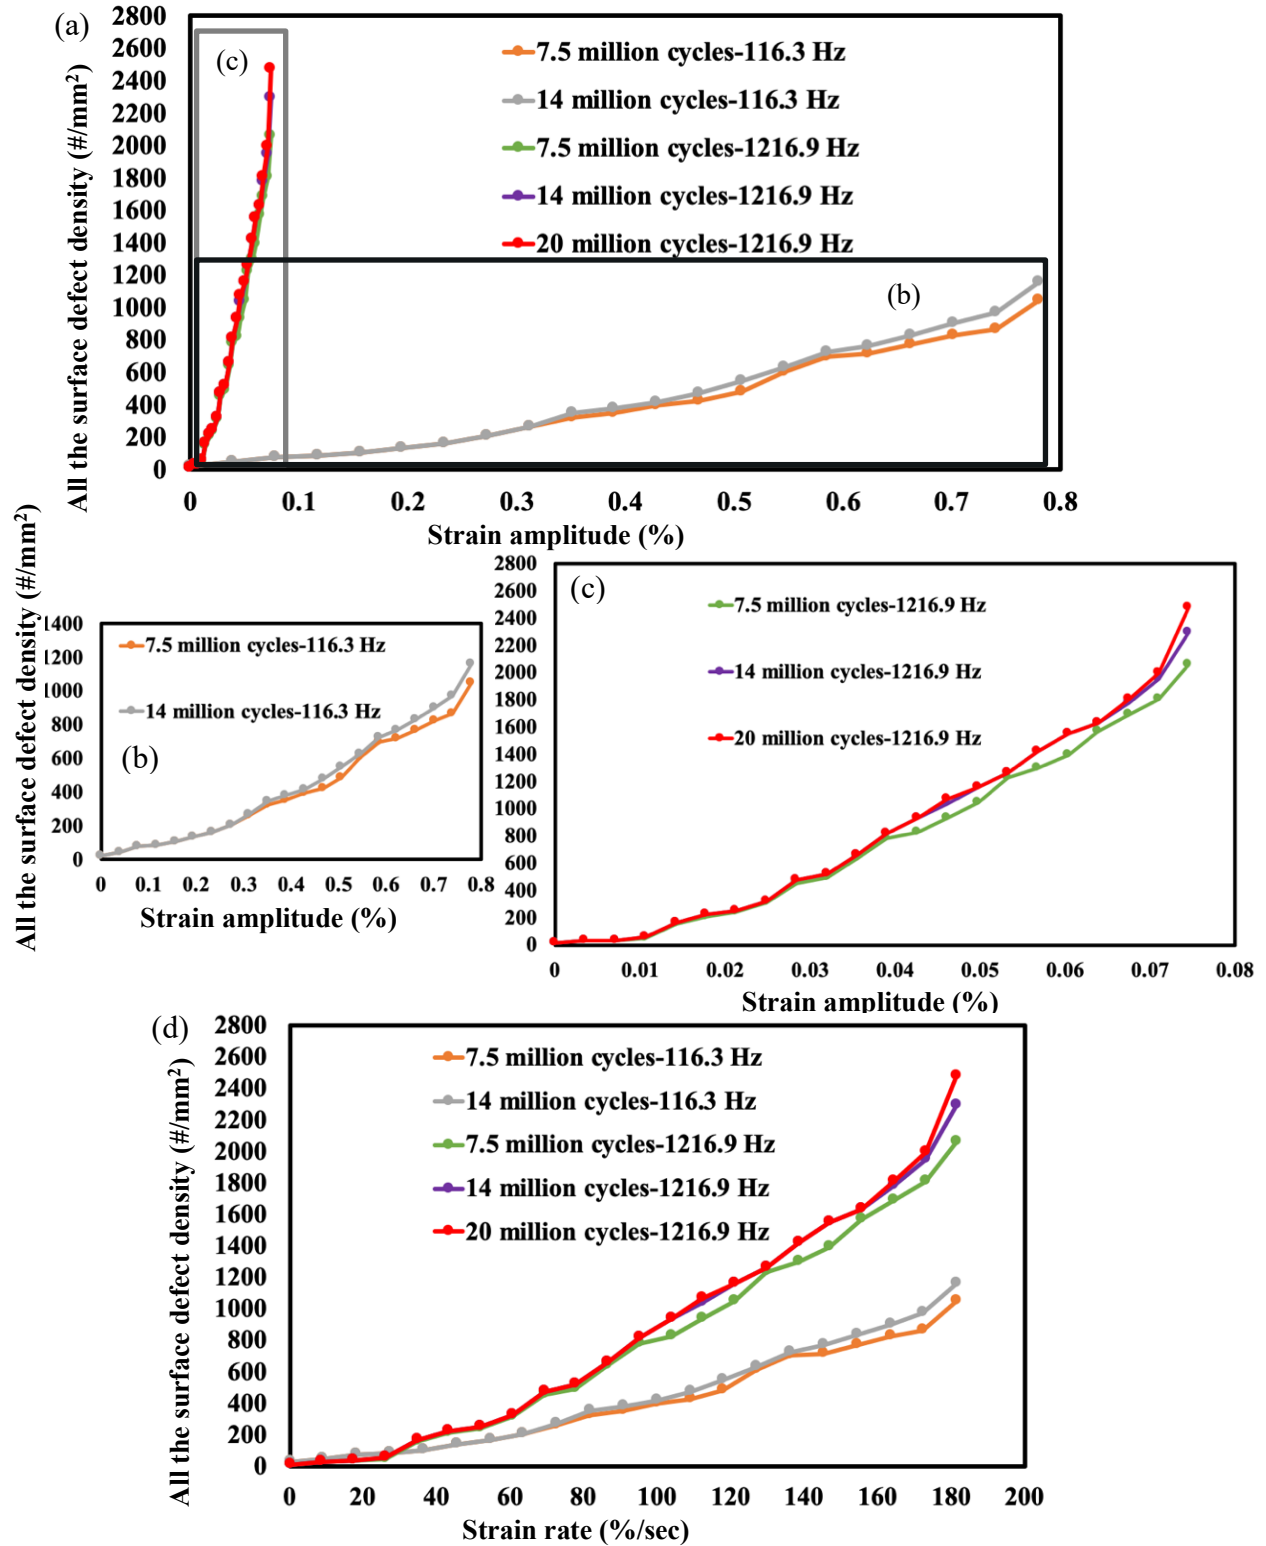 (a)
All the surface defect density (#/mm²)
2800
2600
2400
2200
2000
1800
1600
1400
1200
1000
800
600
400
200
0
(c)
7.5 million cycles-116.3 Hz
14 million cycles-116.3 Hz
7.5 million cycles-1216.9 Hz
14 million cycles-1216.9 Hz
20 million cycles-1216.9 Hz
(b)
0 0.1 0.2 0.3 0.4 0.5 0.6 0.7 0.8
Strain amplitude (%)
All the surface defect density (#/mm²)
1400
1200
1000
800
600
400
200
0
7.5 million cycles-116.3 Hz
14 million cycles-116.3 Hz
(b)
0 0.1 0.2 0.3 0.4 0.5 0.6 0.7 0.8
Strain amplitude (%)
2800
2600
2400
2200
2000
1800
1600
1400
1200
1000
800
600
400
200
0
(c)
7.5 million cycles-1216.9 Hz
14 million cycles-1216.9 Hz
20 million cycles-1216.9 Hz
0 0.01 0.02 0.03 0.04 0.05 0.06 0.07 0.08
Strain amplitude (%)
(d)
All the surface defect density (#/mm²)
2800
2600
2400
2200
2000
1800
1600
1400
1200
1000
800
600
400
200
0
7.5 million cycles-116.3 Hz
14 million cycles-116.3 Hz
7.5 million cycles-1216.9 Hz
14 million cycles-1216.9 Hz
20 million cycles-1216.9 Hz
0 20 40 60 80 100 120 140 160 180 200
Strain rate (%/sec)